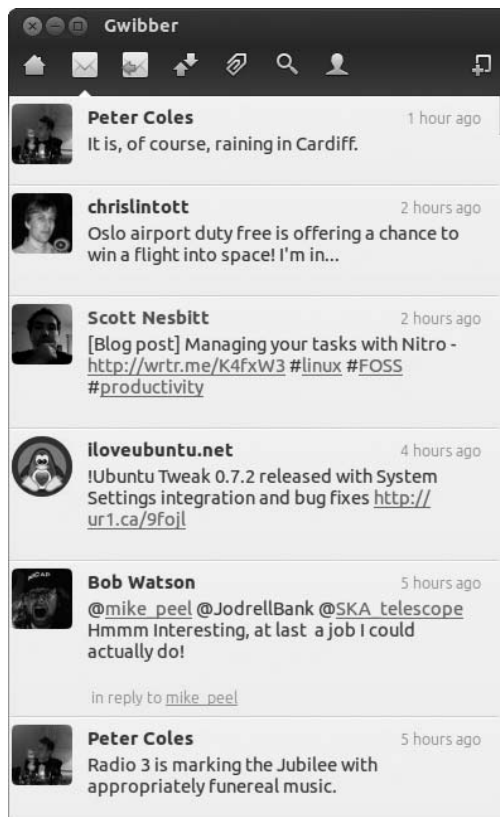 Gwibber
Peter Coles
1 hour ago
It is, of course, raining in Cardiff.
chrislintott
2 hours ago
Oslo airport duty free is offering a chance to
win a flight into space! I'm in...
Scott Nesbitt
2 hours ago
[Blog post] Managing your tasks with Nitro -
http://wrtr.me/K4fxW3 #linux #FOSS
#productivity
iloveubuntu.net
4 hours ago
!Ubuntu Tweak 0.7.2 released with System
Settings integration and bug fixes http://
ur1.ca/9fojl
Bob Watson
5 hours ago
@mike_peel @JodrellBank @SKA_telescope
Hmmm Interesting, at last  a job I could
actually do!
in reply to mike_peel
Peter Coles
5 hours ago
Radio 3 is marking the Jubilee with
appropriately funereal music.